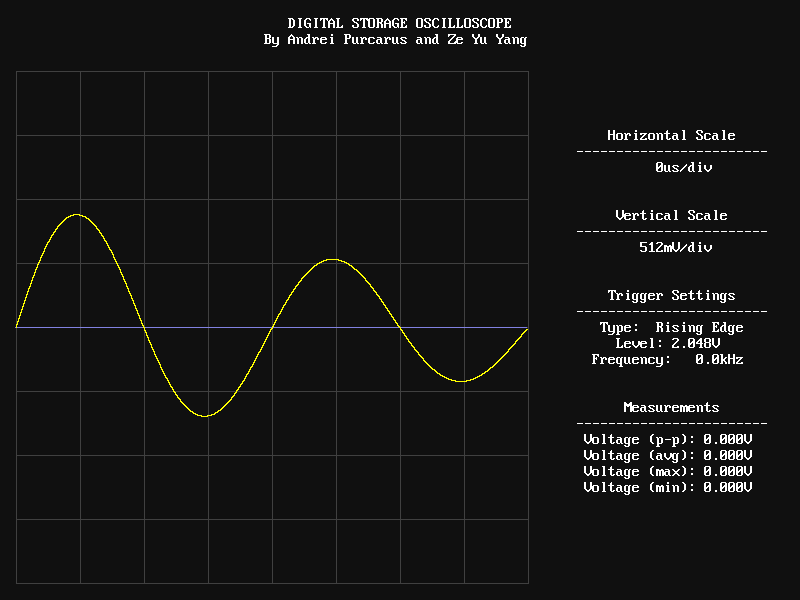 DIGITAL STORAGE OSCILLOSCOPE
By Andrei Purcarus and Ze Yu Yang
Horizontal Scale
------------------------
0us/div
Vertical Scale
------------------------
512mV/div
Trigger Settings
------------------------
Type:  Rising Edge
Level: 2.048V
Frequency:   0.0kHz
Measurements
------------------------
Voltage (p-p): 0.000V
Voltage (avg): 0.000V
Voltage (max): 0.000V
Voltage (min): 0.000V